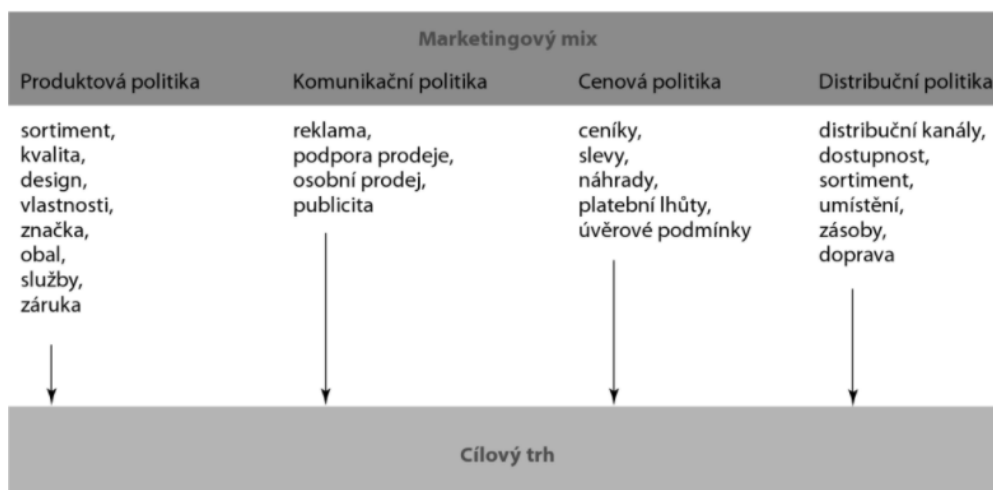 Marketingový mix
Produktová politika
Komunikační politika
Cenová politika
Distribuční politika
sortiment,
kvalita,
design,
vlastnosti,
značka,
obal,
služby,
záruka
reklama,
podpora prodeje,
osobní prodej,
publicita
ceníky,
slevy,
náhrady,
platební lhůty,
úvěrové podmínky
distribuční kanály,
dostupnost,
sortiment,
umístění,
zásoby,
doprava
Cílový trh